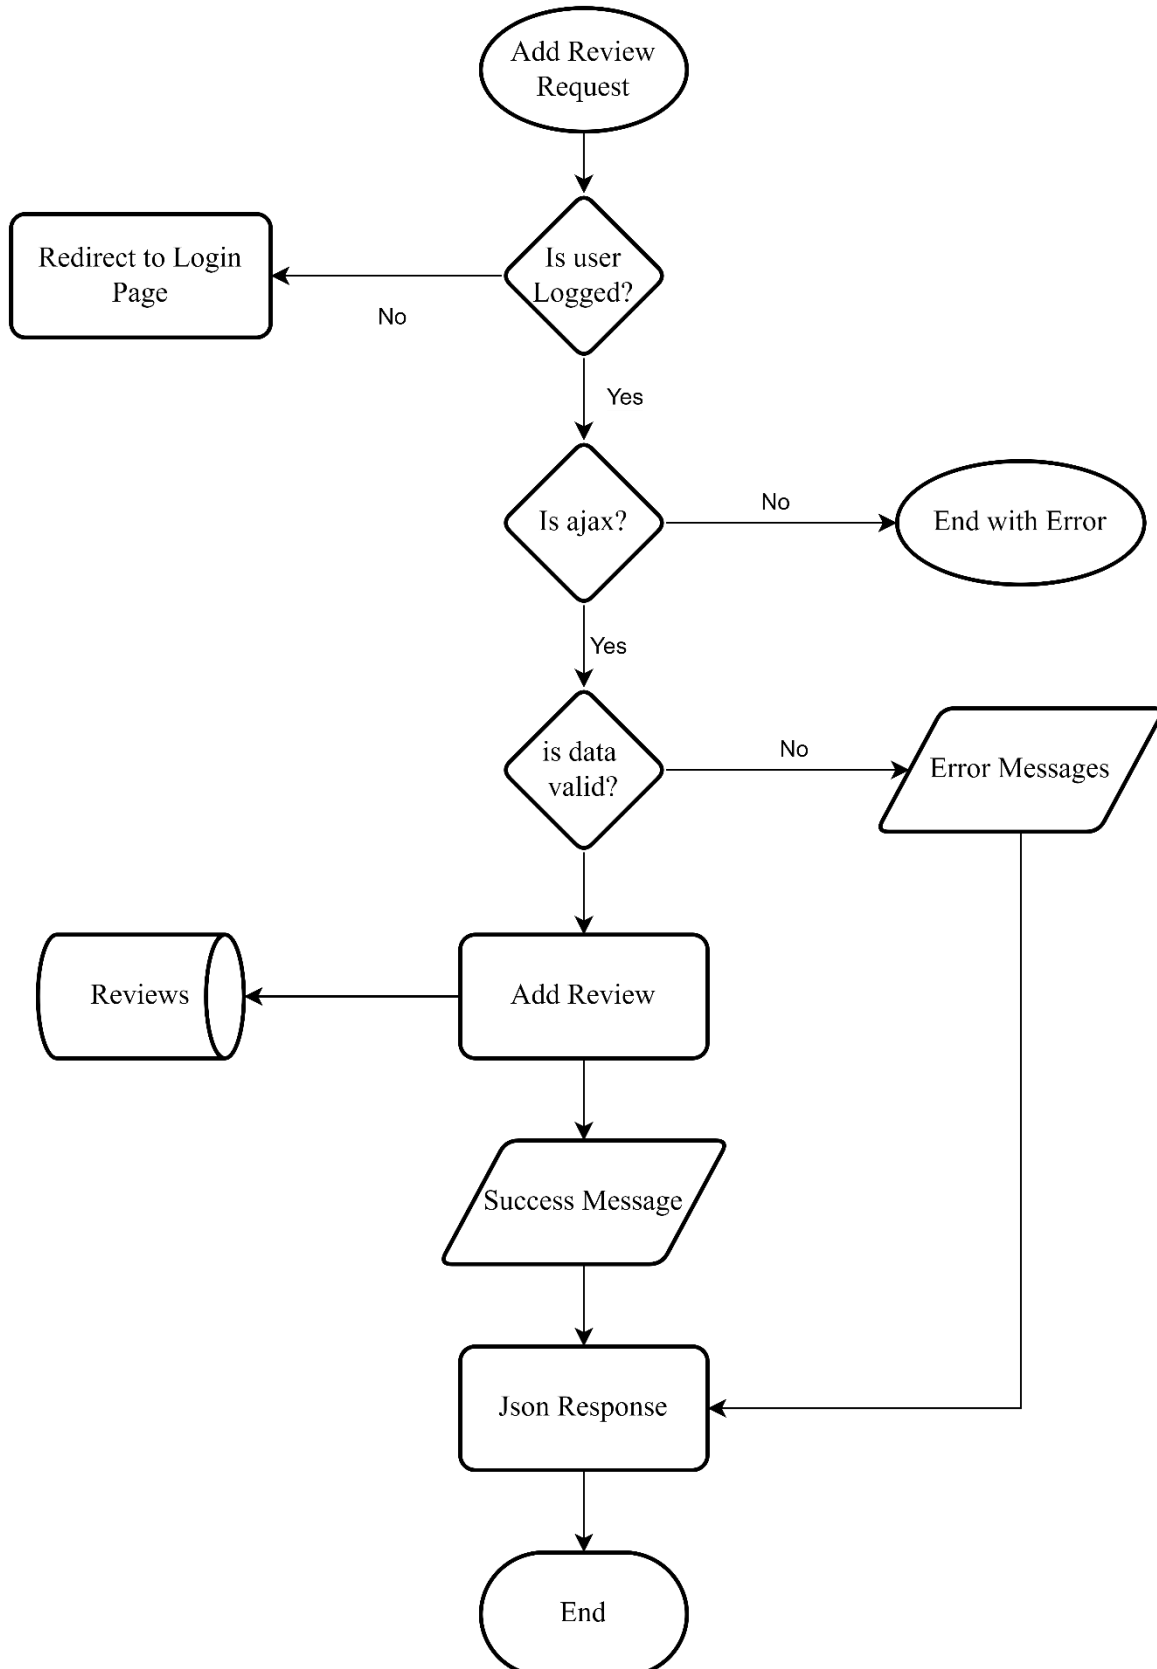 Add Review
Request
Redirect to Login
Page
Is user
Logged?
No
Yes
Is ajax?
No
End with Error
Yes
is data
valid?
No
Error Messages
Reviews
Add Review
Success Message
Json Response
End